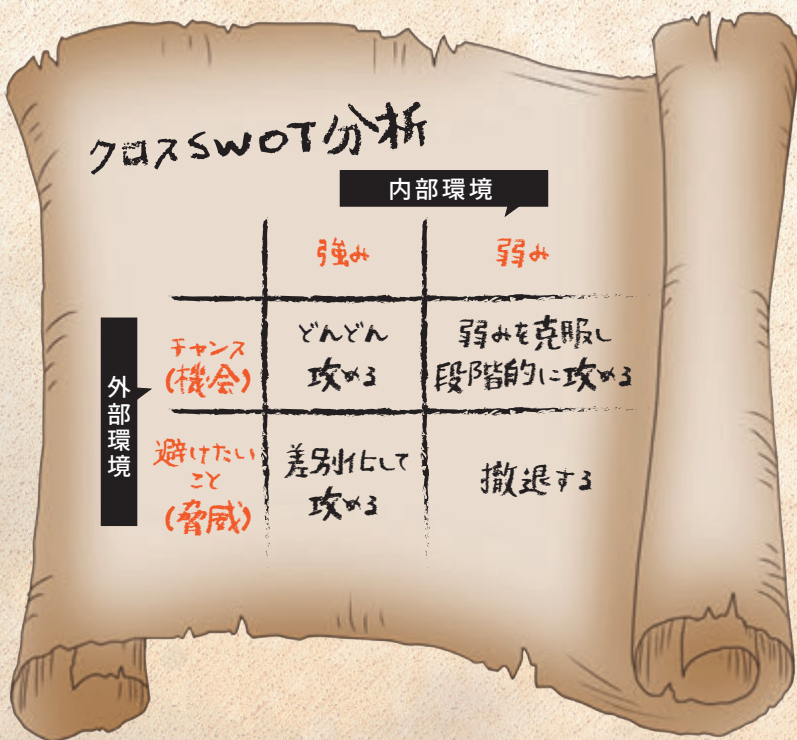 クロスSWOT分析
内部環境
強み
弱み
外部環境
チャンス
(機会)
どんどん
攻める
弱みを克服し
段階的に攻める
避けたい
こと
(脅威)
差別化して
攻める
撤退する